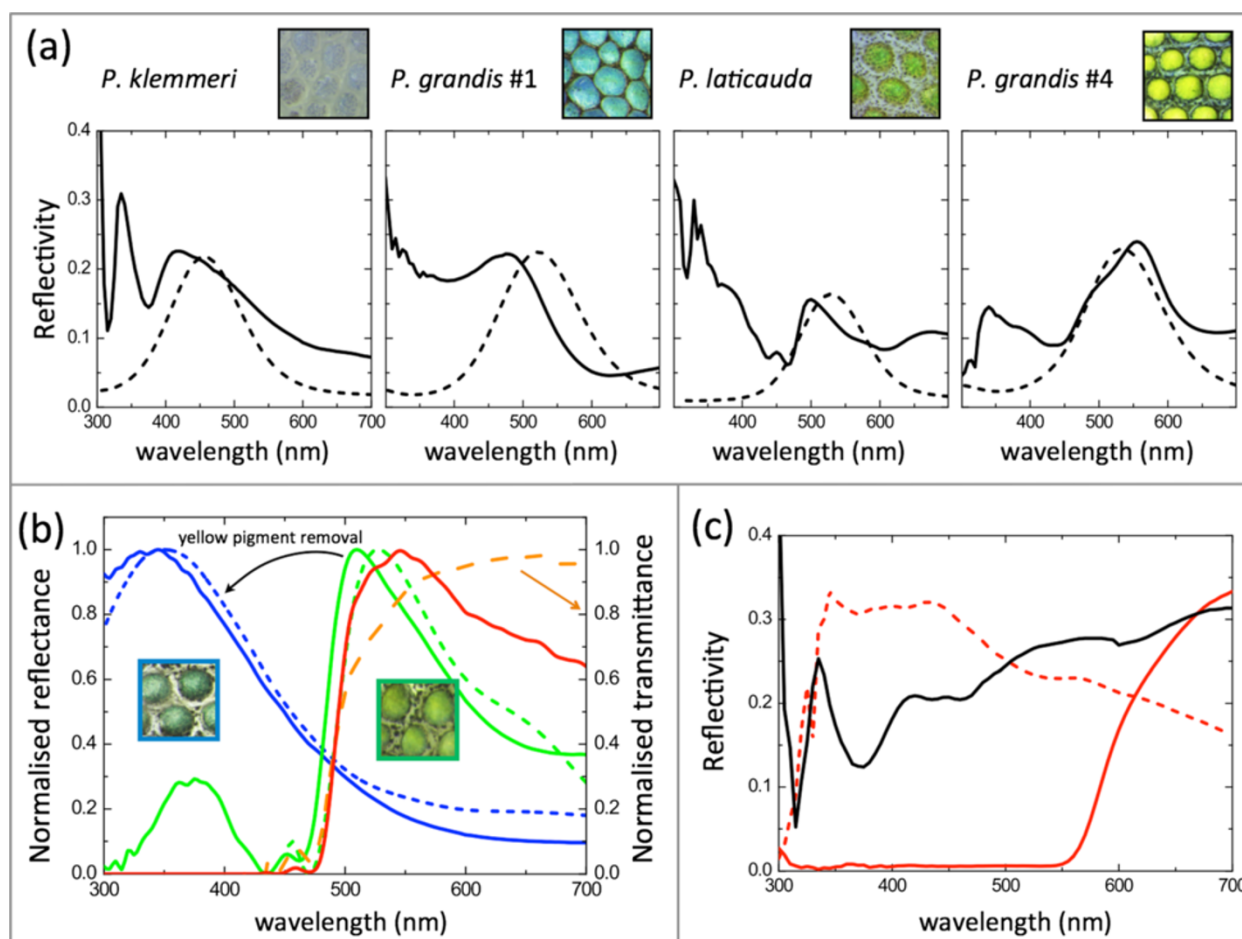 (a)
P. klemmeri P. grandis #1 P. laticauda P. grandis #4
0.4
0.3
0.2
0.1
0.0
Reflectivity
300 400 500 600 700
400 500 600
400 500 600
400 500 600
wavelength (nm) wavelength (nm) wavelength (nm) wavelength (nm)
(b)
yellow pigment removal
1.0
0.8
0.6
0.4
0.2
0.0
Normalised reflectance
1.0
0.8
0.6
0.4
0.2
0.0
Normalised transmittance
300 400 500 600 700
wavelength (nm)
(c)
0.4
0.3
0.2
0.1
0.0
Reflectivity
300 400 500 600 700
wavelength (nm)